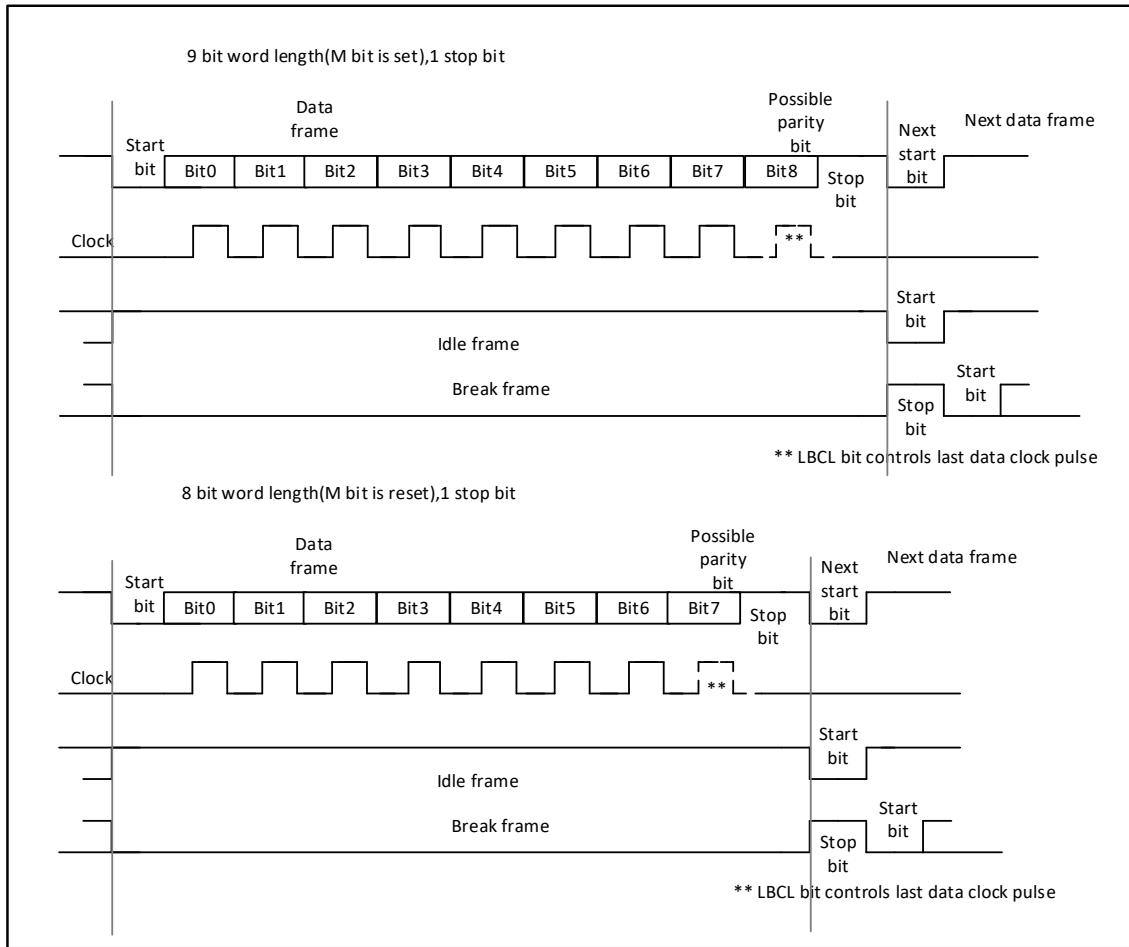 9 bit word length(M bit is set),1 stop bit
Data
frame
Possible
parity
bit
Start
bit
Next
start
bit
Next data frame
Bit0 Bit1 Bit2 Bit3 Bit4 Bit5 Bit6 Bit7 Bit8
Stop
bit
Clock
**
Start
bit
Idle frame
Break frame
Start
bit
Stop
bit
** LBCL bit controls last data clock pulse
8 bit word length(M bit is reset),1 stop bit
Data
frame
Possible
parity
bit
Start
bit
Next
start
bit
Next data frame
Bit0 Bit1 Bit2 Bit3 Bit4 Bit5 Bit6 Bit7
Stop
bit
Clock
**
Start
bit
Idle frame
Break frame
Start
bit
Stop
bit
** LBCL bit controls last data clock pulse